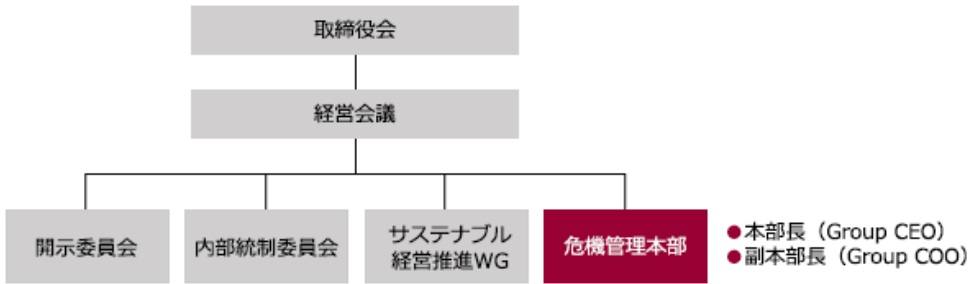 取締役会
経営会議
開示委員会
内部統制委員会
サステナブル
経営推進WG
危機管理本部
●本部長（Group CEO）
●副本部長（Group COO）